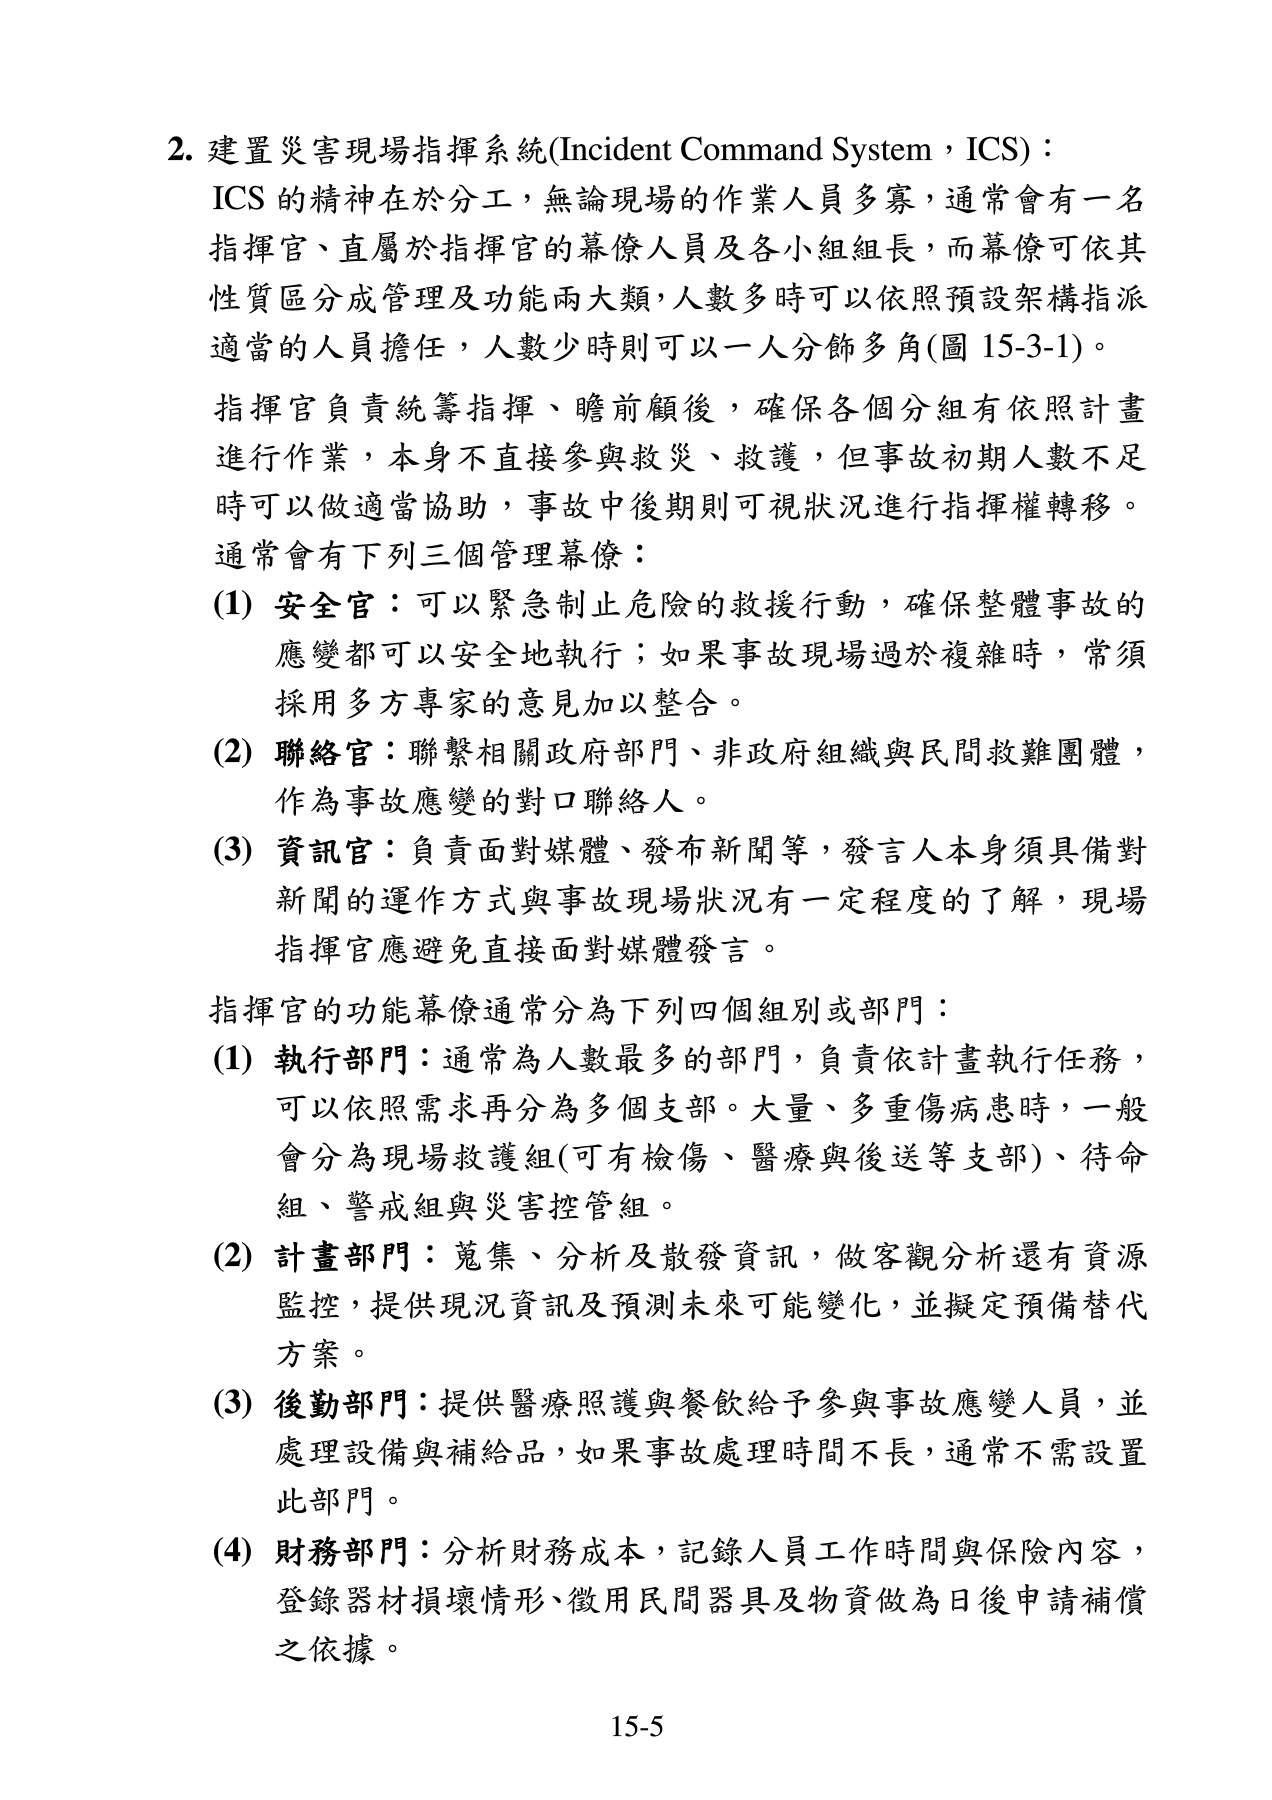 2. 建置災害現場指揮系統(Incident Command System，ICS)：
ICS 的精神在於分工，無論現場的作業人員多寡，通常會有一名
指揮官、直屬於指揮官的幕僚人員及各小組組長，而幕僚可依其
性質區分成管理及功能兩大類，人數多時可以依照預設架構指派
適當的人員擔任，人數少時則可以一人分飾多角(圖 15-3-1)。
指揮官負責統籌指揮、瞻前顧後，確保各個分組有依照計畫
進行作業，本身不直接參與救災、救護，但事故初期人數不足
時可以做適當協助，事故中後期則可視狀況進行指揮權轉移。
通常會有下列三個管理幕僚：
(1) 安全官：可以緊急制止危險的救援行動，確保整體事故的
應變都可以安全地執行；如果事故現場過於複雜時，常須
採用多方專家的意見加以整合。
(2) 聯絡官：聯繫相關政府部門、非政府組織與民間救難團體，
作為事故應變的對口聯絡人。
(3) 資訊官：負責面對媒體、發布新聞等，發言人本身須具備對
新聞的運作方式與事故現場狀況有一定程度的了解，現場
指揮官應避免直接面對媒體發言。
指揮官的功能幕僚通常分為下列四個組別或部門：
(1) 執行部門：通常為人數最多的部門，負責依計畫執行任務，
可以依照需求再分為多個支部。大量、多重傷病患時，一般
會分為現場救護組(可有檢傷、醫療與後送等支部)、待命
組、警戒組與災害控管組。
(2) 計畫部門： 蒐集、分析及散發資訊，做客觀分析還有資源
監控，提供現況資訊及預測未來可能變化，並擬定預備替代
方案。
(3) 後勤部門：提供醫療照護與餐飲給予參與事故應變人員，並
處理設備與補給品，如果事故處理時間不長，通常不需設置
此部門。
(4) 財務部門：分析財務成本，記錄人員工作時間與保險內容，
登錄器材損壞情形、徵用民間器具及物資做為日後申請補償
之依據。
15-5